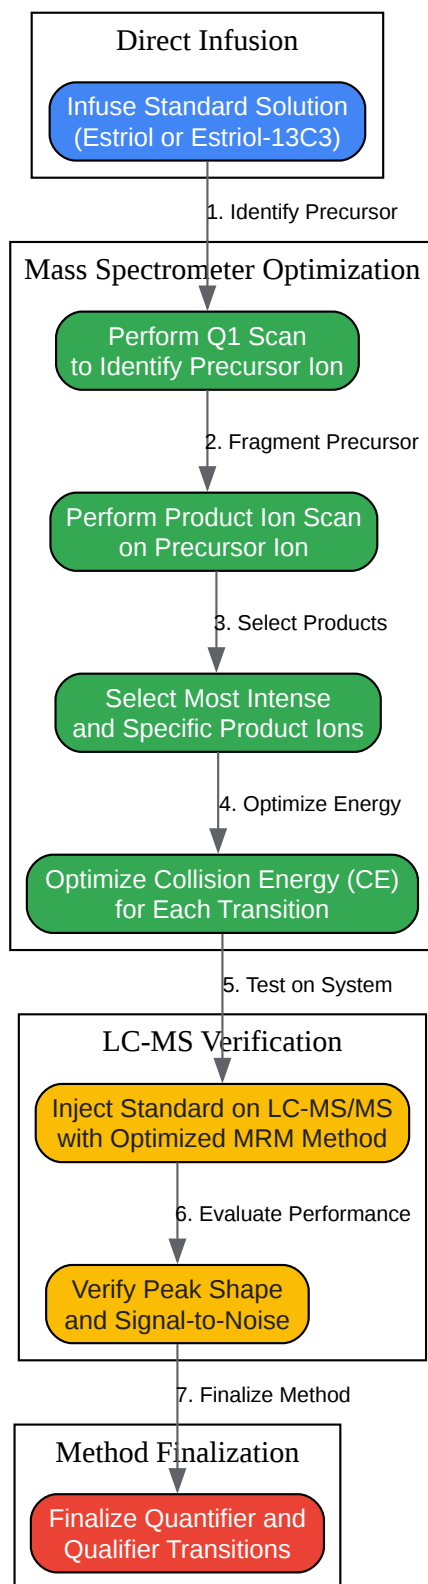 Direct Infusion
Infuse Standard Solution
(Estriol or Estriol-13C3)
1. Identify Precursor
Mass Spectrometer Optimization
Perform Q1 Scan
to Identify Precursor Ion
2. Fragment Precursor
Perform Product Ion Scan
on Precursor Ion
3. Select Products
Select Most Intense
and Specific Product Ions
4. Optimize Energy
Optimize Collision Energy (CE)
for Each Transition
5. Test on System
LC-MS Verification
Inject Standard on LC-MS/MS
with Optimized MRM Method
6. Evaluate Performance
Verify Peak Shape
and Signal-to-Noise
7. Finalize Method
Method Finalization
Finalize Quantifier and
Qualifier Transitions